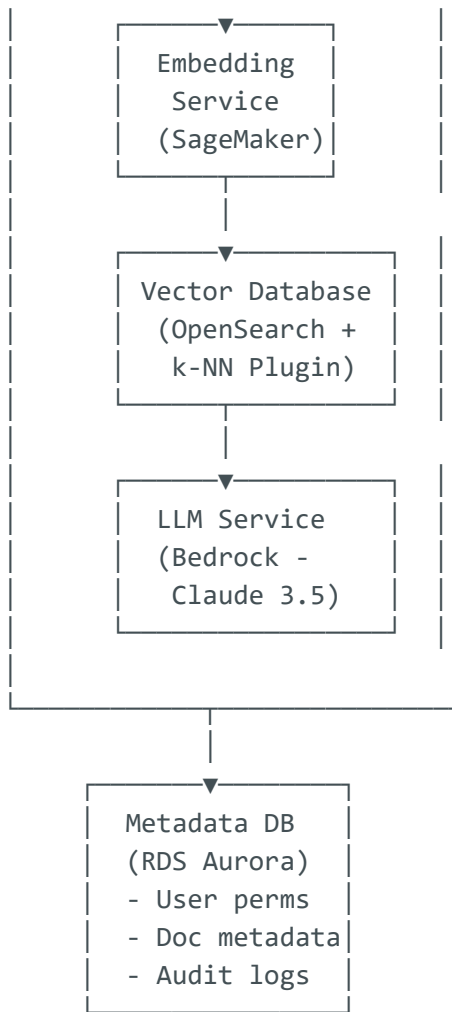 Embedding
Service
(SageMaker)
Vector Database
(OpenSearch +
k-NN Plugin)
LLM Service
(Bedrock -
Claude 3.5)
Metadata DB
(RDS Aurora)
- User perms
- Doc metadata
- Audit logs